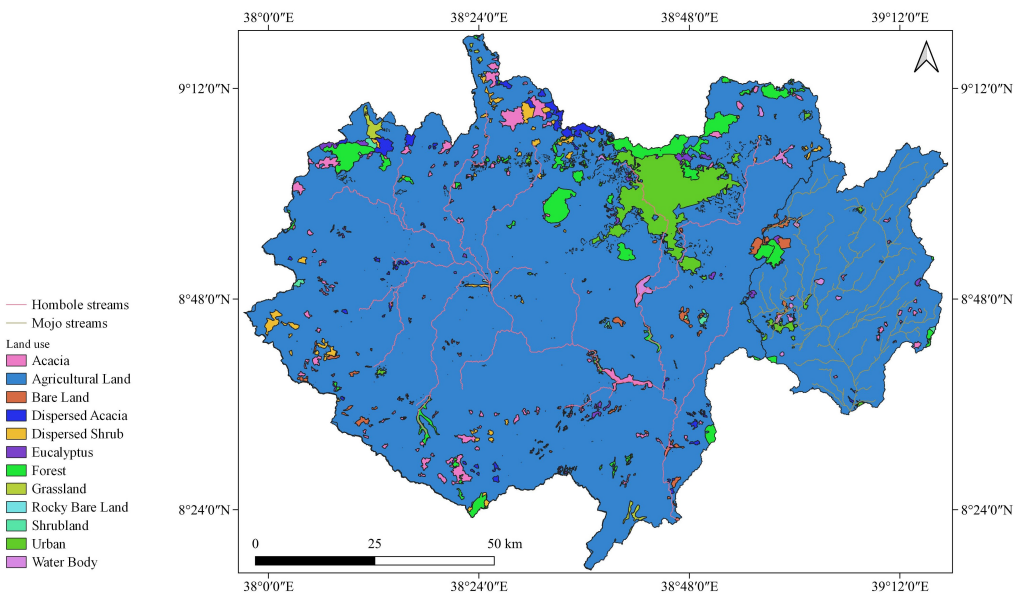 38°0'0"E 38°24'0"E 38°48'0"E 39°12'0"E
9°12'0"N 9°12'0"N
8°48'0"N 8°48'0"N
Hombole streams
Mojo streams
Land use
Acacia
Agricultural Land
Bare Land
Dispersed Acacia
Dispersed Shrub
Eucalyptus
Forest
Grassland
Rocky Bare Land
Shrubland
Urban
Water Body
8°24'0"N 8°24'0"N
0 25 50 km
38°0'0"E 38°24'0"E 38°48'0"E 39°12'0"E